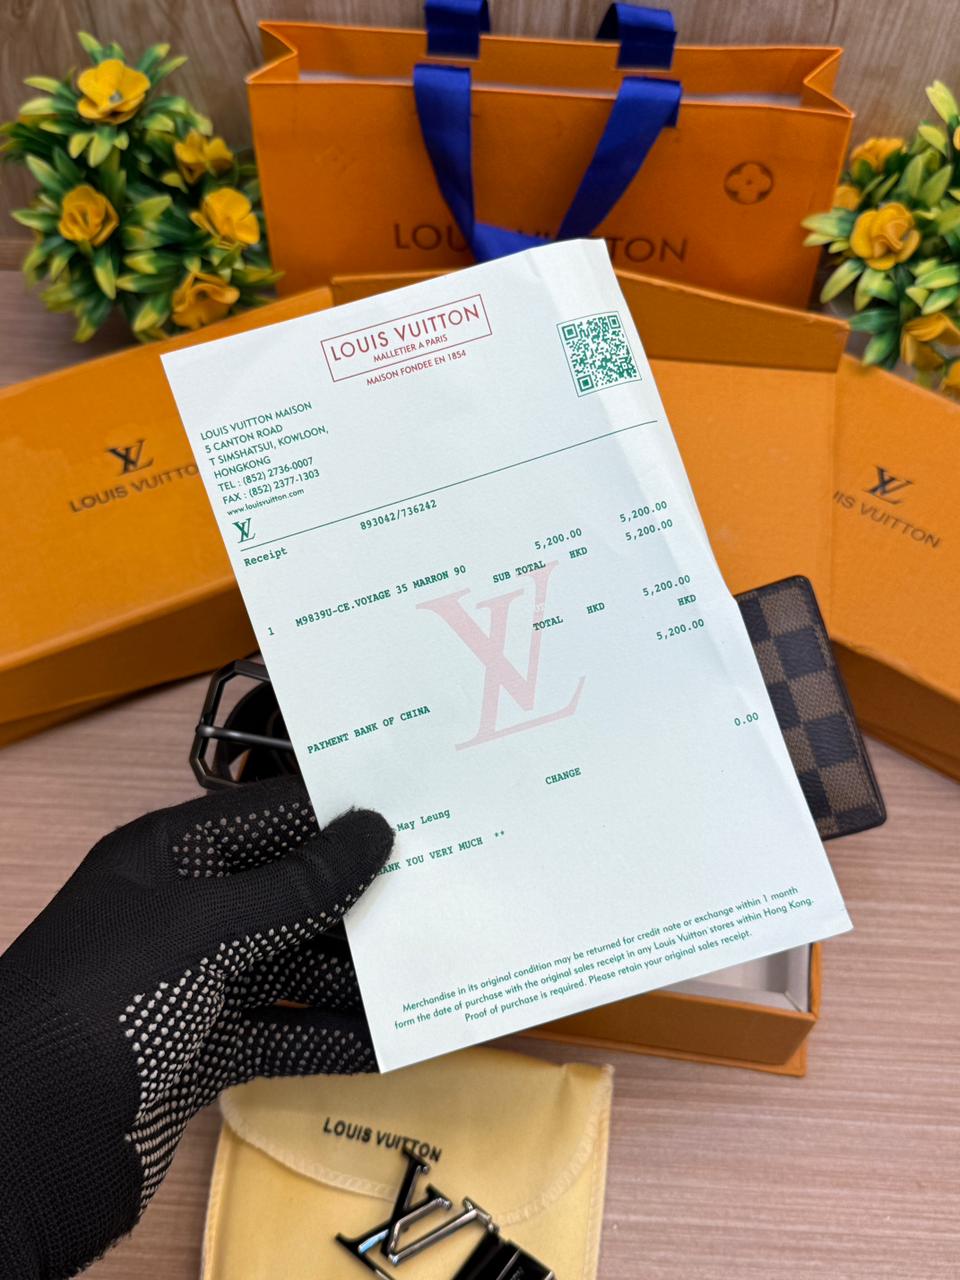 LOUIS VUITTON
LOUIS VUITTON
MALLETIER A PARIS
MAISON FONDEE EN 1854
LOUIS VUITTON MAISON
5 CANTON ROAD
T SIMSHATSUI, KOWLOON,
HONGKONG
TEL : (852) 2736-0007
FAX : (852) 2377-1303
www.louisvuitton.com
LV
LOUIS VUITTON
LV
VUITTON
LV
Receipt
893042/736242
1 M9839U-CE.VOYAGE 35 MARRON 90 5,200.00 5,200.00
SUB TOTAL HKD 5,200.00
HKD 5,200.00
TOTAL HKD
5,200.00
LV
PAYMENT BANK OF CHINA
0.00
CHANGE
May Leung
YOU VERY MUCH **
Merchandise in its original condition may be returned for credit note or exchange within 1 month
form the date of purchase with the original sales receipt in any Louis Vuitton stores within Hong Kong.
Proof of purchase is required. Please retain your original sales receipt.
LOUIS VUITTON
LV